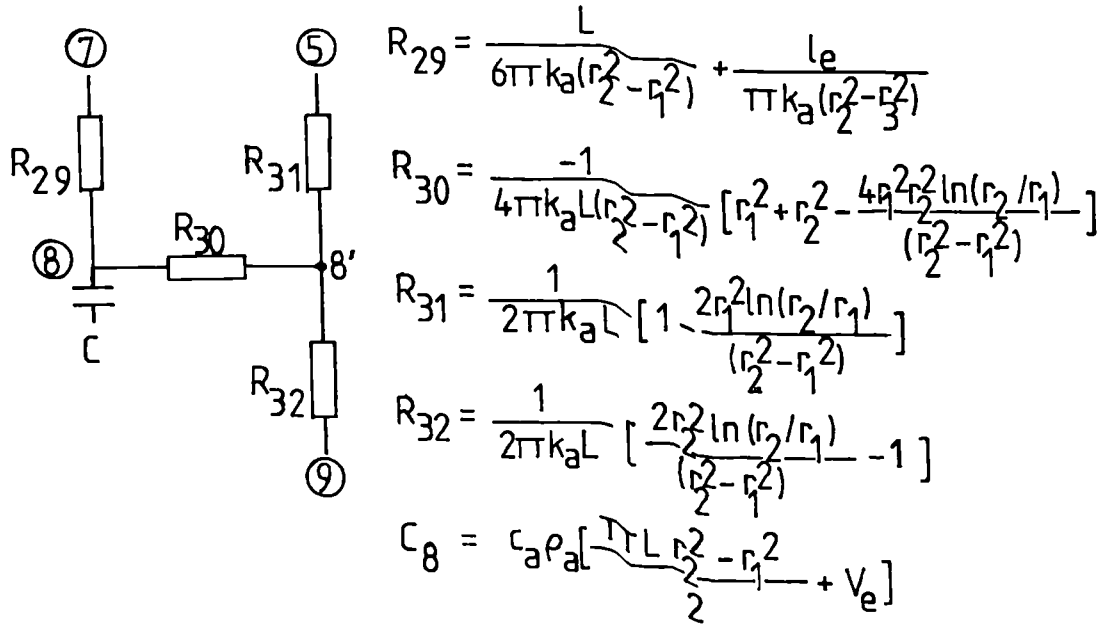 ⑦ ⑤
R29 R31
R30
⑧ 8'
C
R32
⑨
R29 = L / 6πka(r2² - r1²) + le / πka(r2² - r3²)
R30 = -1 / 4πkaL(r2² - r1²) [r1² + r2² - 4r1²r2² ln(r2/r1) / (r2² - r1²)]
R31 = 1 / 2πkaL [1 - 2r1² ln(r2/r1) / (r2² - r1²)]
R32 = 1 / 2πkaL [2r2² ln(r2/r1) / (r2² - r1²) - 1]
C8 = caρa[πL r2² - r1² / 2 + Ve]